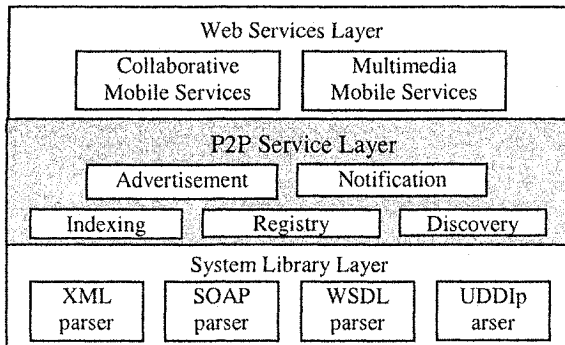 Web Services Layer
Collaborative
Mobile Services
Multimedia
Mobile Services
P2P Service Layer
Advertisement
Notification
Indexing
Registry
Discovery
System Library Layer
XML
parser
SOAP
parser
WSDL
parser
UDDIp
arser